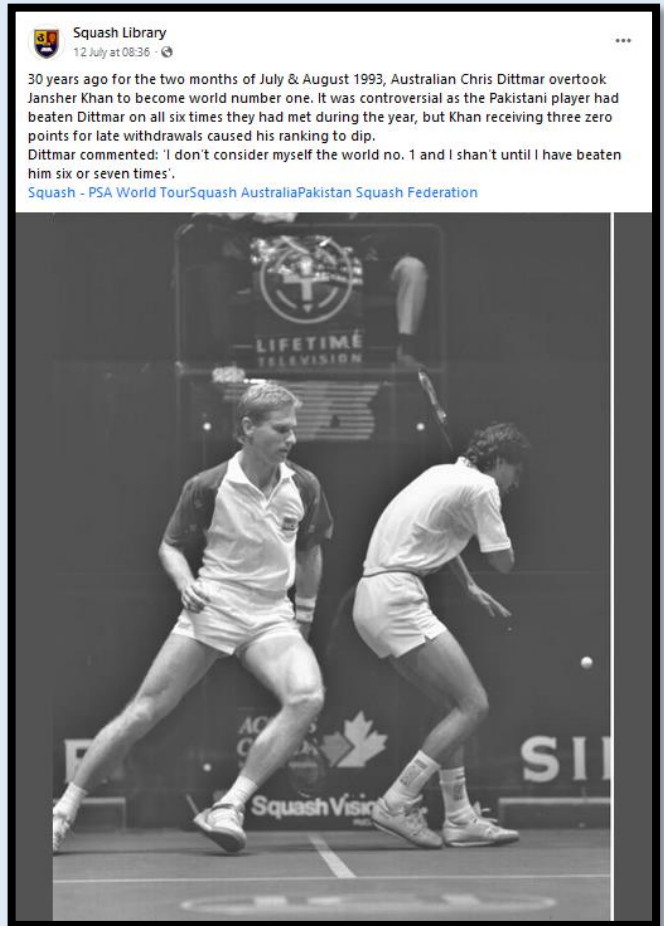 Squash Library
12 July at 08:36 ·
30 years ago for the two months of July & August 1993, Australian Chris Dittmar overtook
Jansher Khan to become world number one. It was controversial as the Pakistani player had
beaten Dittmar on all six times they had met during the year, but Khan receiving three zero
points for late withdrawals caused his ranking to dip.
Dittmar commented: 'I don't consider myself the world no. 1 and I shan't until I have beaten
him six or seven times'.
Squash - PSA World TourSquash AustraliaPakistan Squash Federation
LIFETIME
TELEVISION
SI
Squash Visio